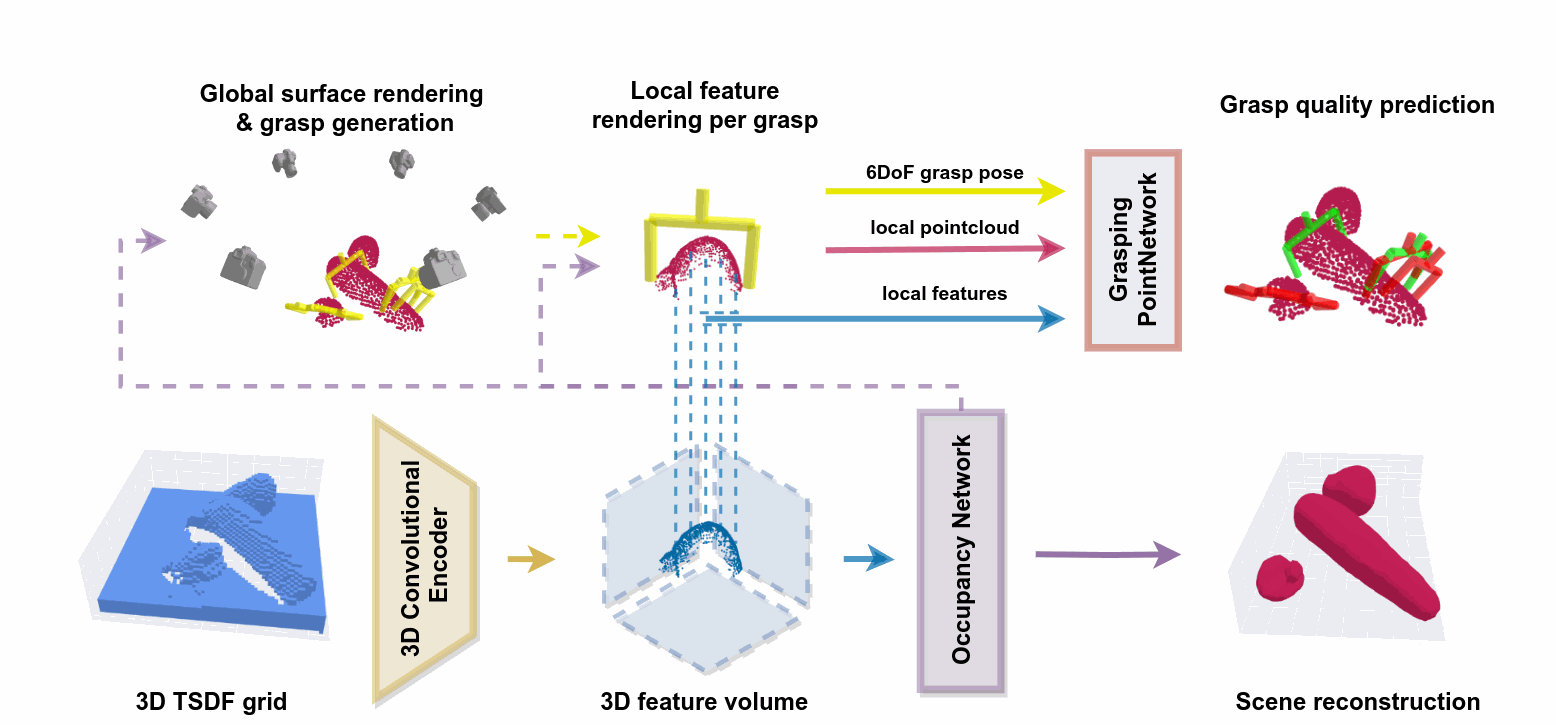 Global surface rendering
& grasp generation
Local feature
rendering per grasp
Grasp quality prediction
6DoF grasp pose
local pointcloud
local features
Grasping
PointNetwork
3D Convolutional
Encoder
Occupancy Network
3D TSDF grid
3D feature volume
Scene reconstruction